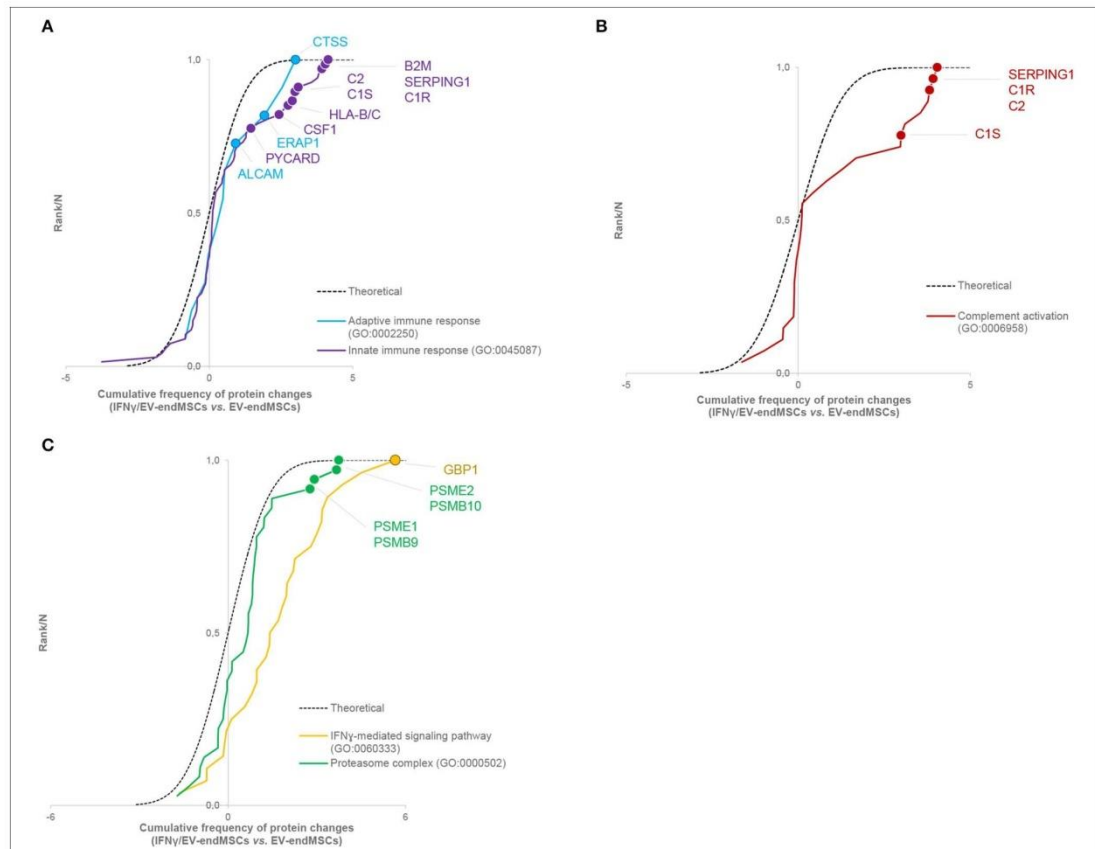 A
CTSS
1,0
B2M
SERPING1
C1R
C2
C1S
HLA-B/C
CSF1
ERAP1
PYCARD
ALCAM
Rank/N
0,5
Theoretical
Adaptive immune response
(GO:0002250)
Innate immune response (GO:0045087)
0,0
-5
0
5
Cumulative frequency of protein changes
(IFNγ/EV-endMSCs vs. EV-endMSCs)
B
1,0
SERPING1
C1R
C2
C1S
Rank/N
0,5
Theoretical
Complement activation
(GO:0006958)
0,0
-5
0
5
Cumulative frequency of protein changes
(IFNγ/EV-endMSCs vs. EV-endMSCs)
C
1,0
GBP1
PSME2
PSMB10
PSME1
PSMB9
Rank/N
0,5
Theoretical
IFNγ-mediated signaling pathway
(GO:0060333)
Proteasome complex (GO:0000502)
0,0
-6
0
6
Cumulative frequency of protein changes
(IFNγ/EV-endMSCs vs. EV-endMSCs)